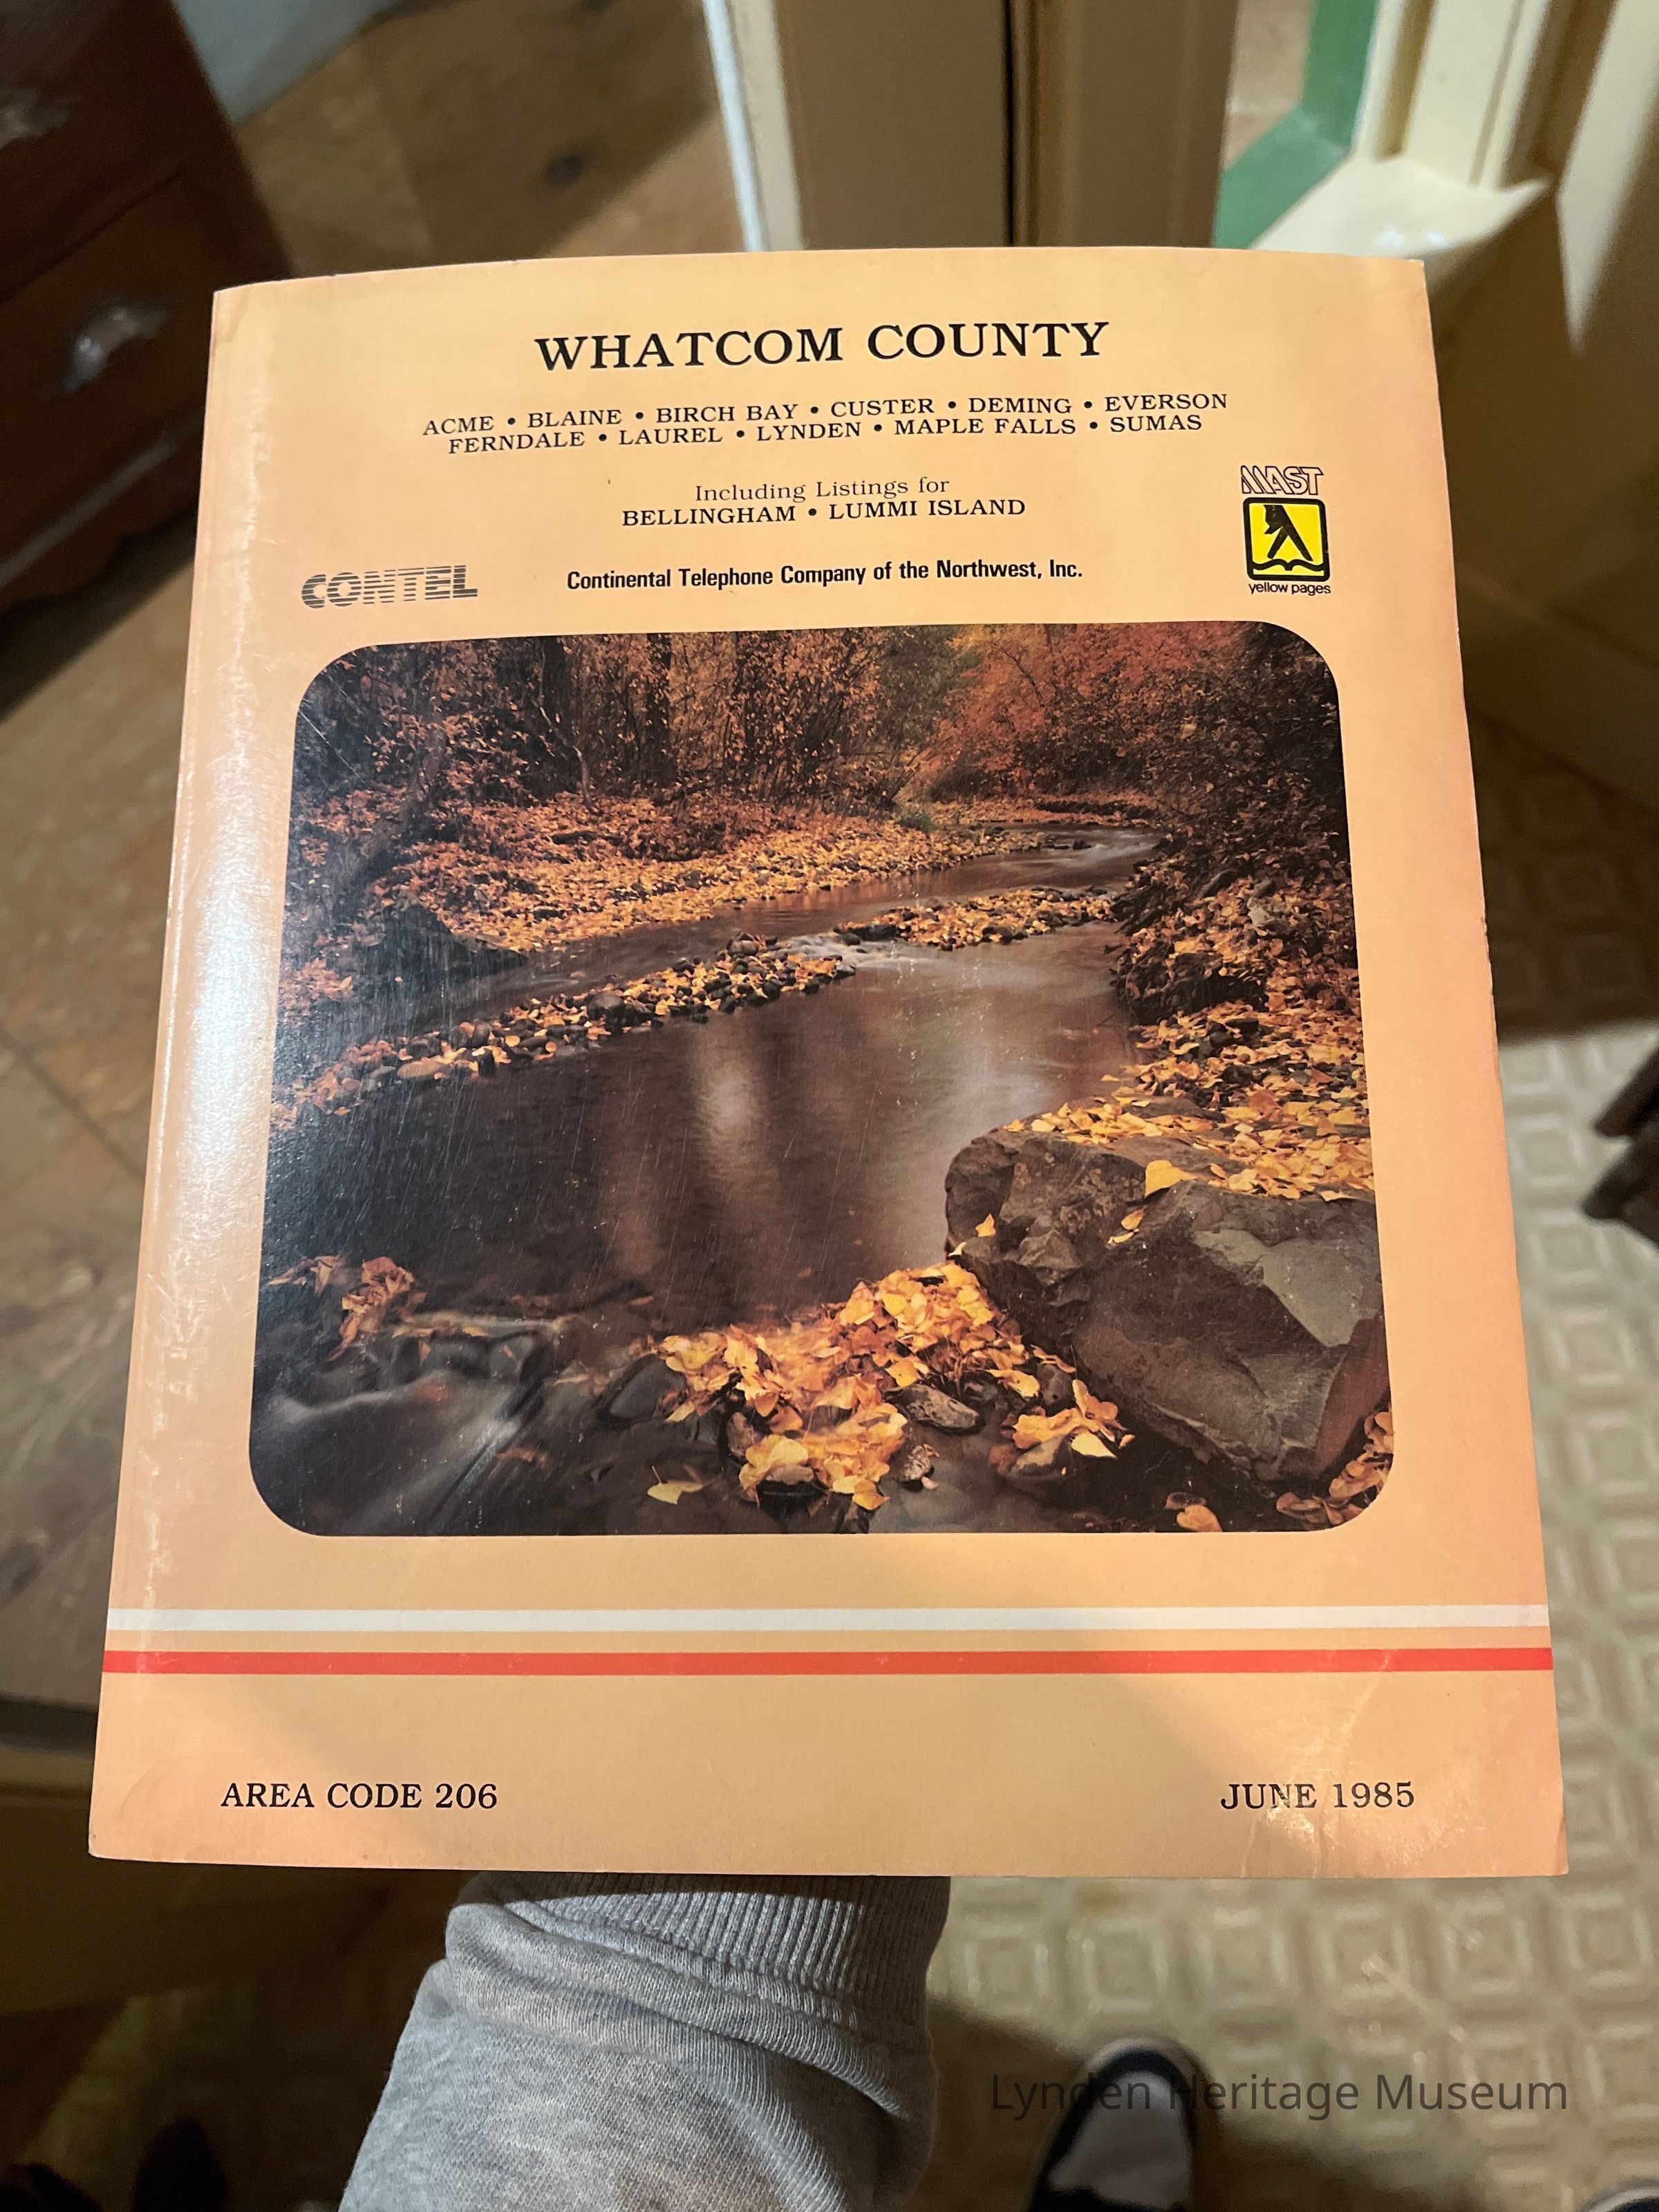 WHATCOM COUNTY
ACME • BLAINE • BIRCH BAY • CUSTER • DEMING • EVERSON
FERNDALE • LAUREL • LYNDEN • MAPLE FALLS • SUMAS
Including Listings for
BELLINGHAM • LUMMI ISLAND
MAST
yellow pages
CONTEL
Continental Telephone Company of the Northwest, Inc.
AREA CODE 206
JUNE 1985
Lynden Heritage Museum